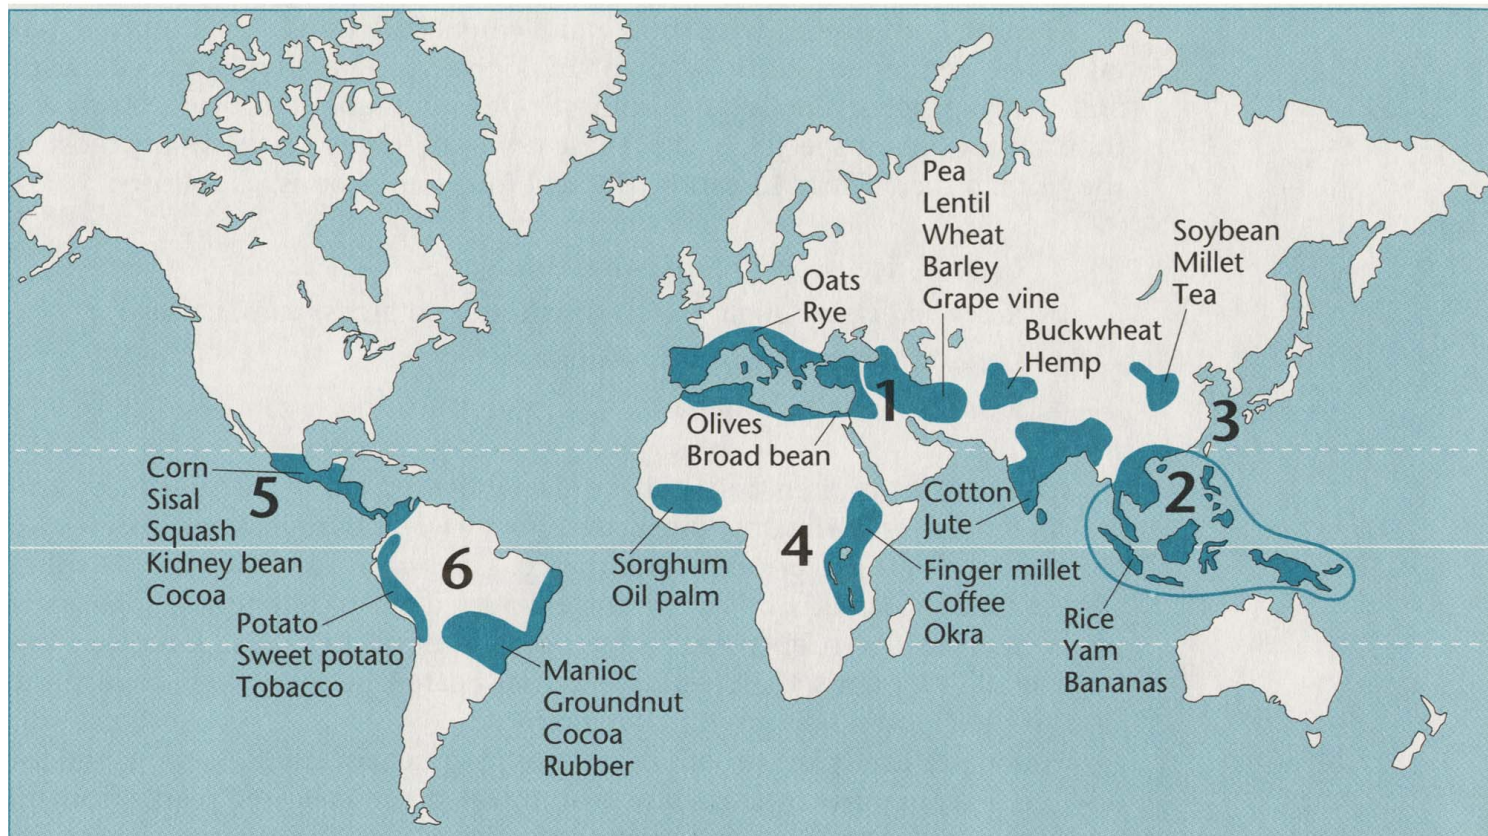 Pea
Lentil
Wheat
Barley
Grape vine
Soybean
Millet
Tea
Oats
Rye
Buckwheat
Hemp
1
3
Olives
Broad bean
Corn
Sisal
Squash
Kidney bean
Cocoa
5
2
Cotton
Jute
4
6
Sorghum
Oil palm
Finger millet
Coffee
Okra
Potato
Sweet potato
Tobacco
Rice
Yam
Bananas
Manioc
Groundnut
Cocoa
Rubber